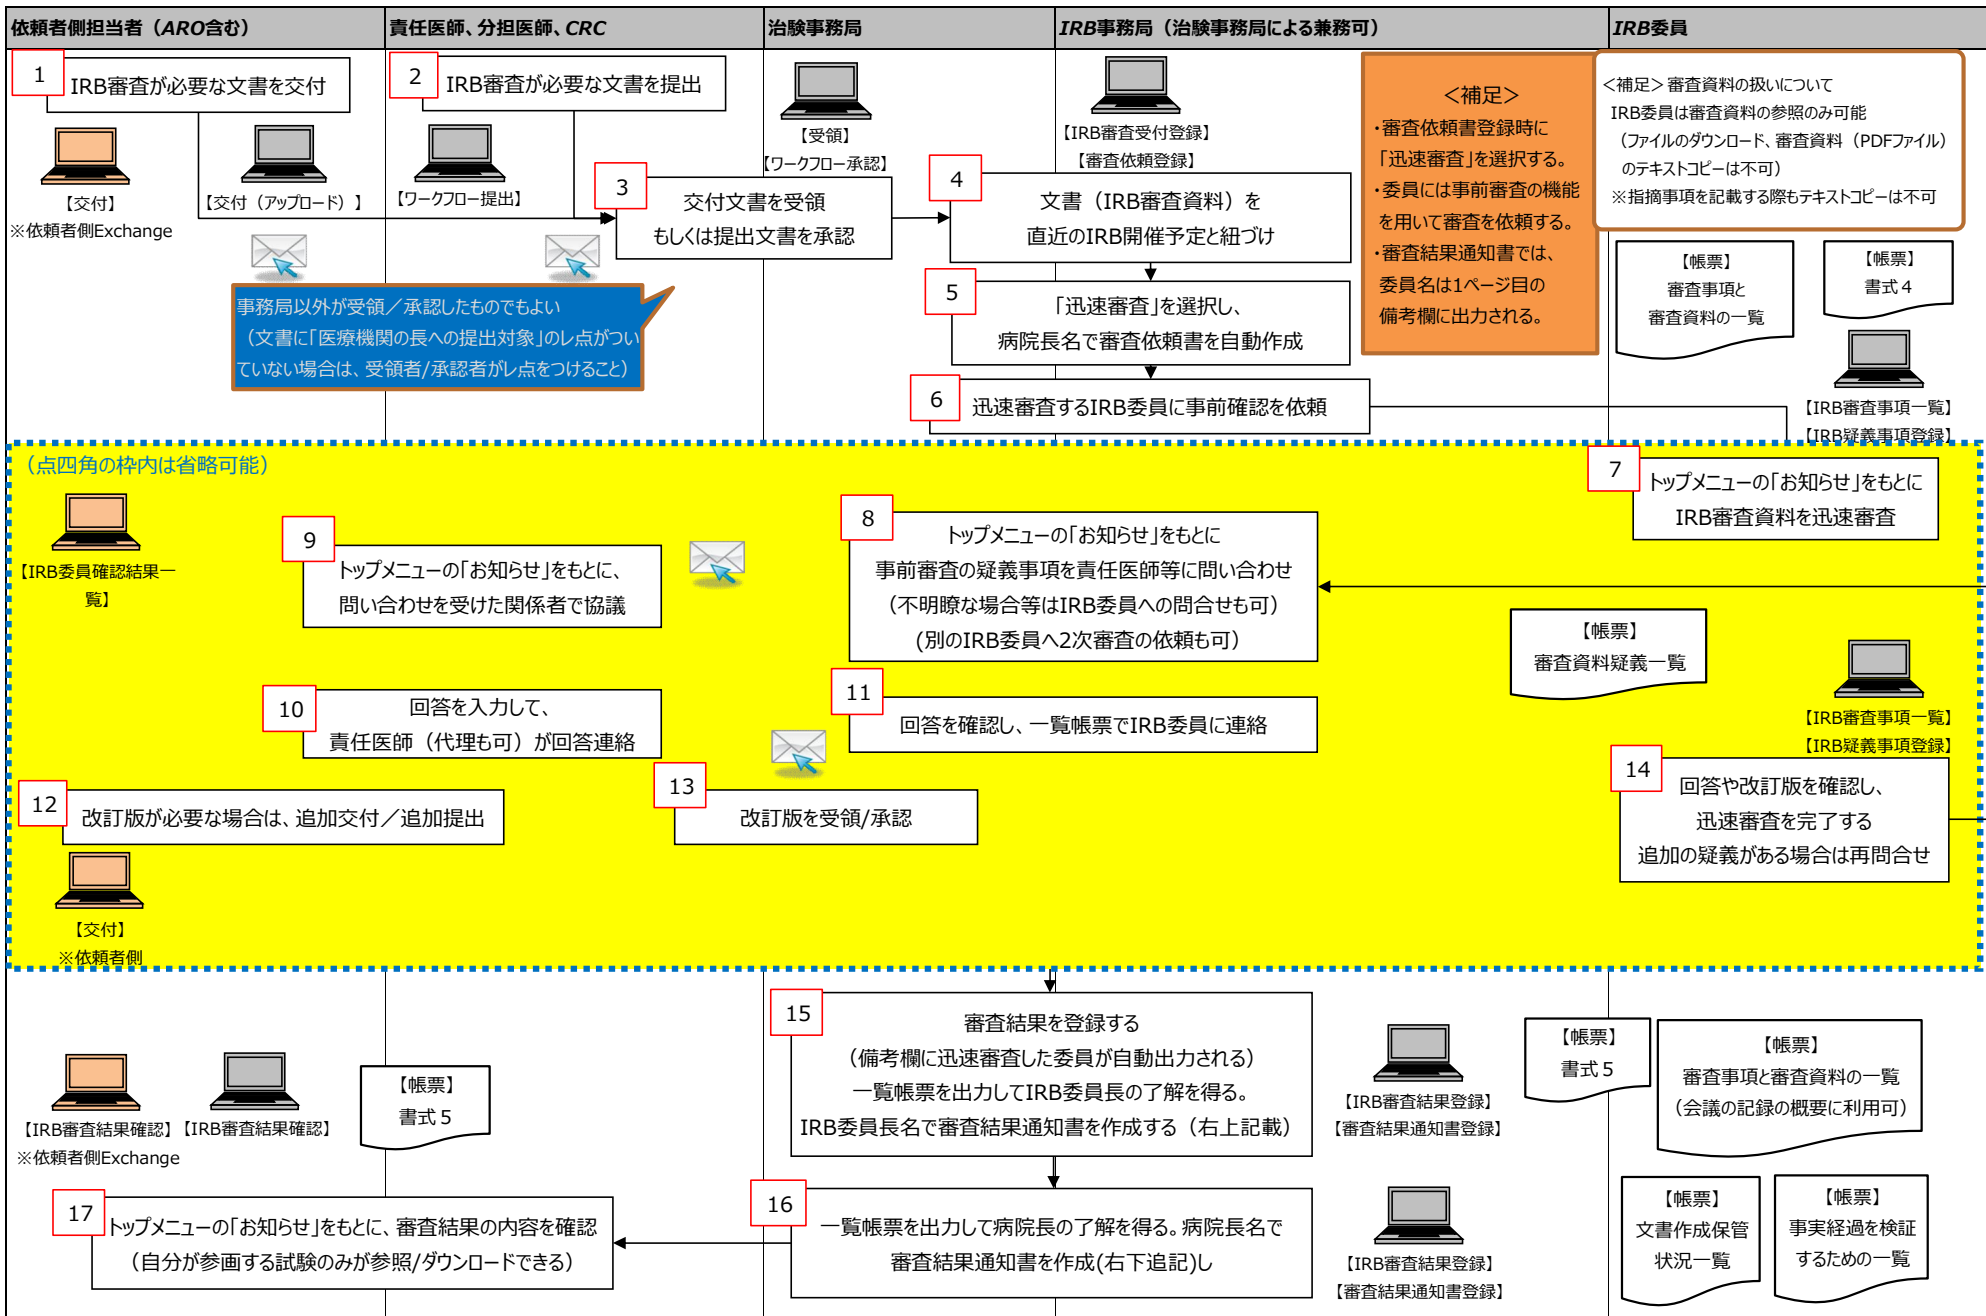 依頼者側担当者（ARO含む）
責任医師、分担医師、CRC
治験事務局
IRB事務局（治験事務局による兼務可）
IRB委員
1
IRB審査が必要な文書を交付
【交付】
※依頼者側Exchange
【交付（アップロード）】
2
IRB審査が必要な文書を提出
【ワークフロー提出】
事務局以外が受領／承認したものでもよい
（文書に「医療機関の長への提出対象」のレ点がつい
ていない場合は、受領者/承認者がレ点をつけること）
【受領】
【ワークフロー承認】
3
交付文書を受領
もしくは提出文書を承認
【IRB審査受付登録】
【審査依頼登録】
4
文書（IRB審査資料）を
直近のIRB開催予定と紐づけ
5
「迅速審査」を選択し、
病院長名で審査依頼書を自動作成
6
迅速審査するIRB委員に事前確認を依頼
＜補足＞
・審査依頼書登録時に
「迅速審査」を選択する。
・委員には事前審査の機能
を用いて審査を依頼する。
・審査結果通知書では、
委員名は1ページ目の
備考欄に出力される。
＜補足＞審査資料の扱いについて
IRB委員は審査資料の参照のみ可能
（ファイルのダウンロード、審査資料（PDFファイル）
のテキストコピーは不可）
※指摘事項を記載する際もテキストコピーは不可
【帳票】
審査事項と
審査資料の一覧
【帳票】
書式４
【IRB審査事項一覧】
【IRB疑義事項登録】
（点四角の枠内は省略可能）
【IRB委員確認結果一
覧】
7
トップメニューの「お知らせ」をもとに
IRB審査資料を迅速審査
8
トップメニューの「お知らせ」をもとに
事前審査の疑義事項を責任医師等に問い合わせ
（不明瞭な場合等はIRB委員への問合せも可）
(別のIRB委員へ2次審査の依頼も可）
9
トップメニューの「お知らせ」をもとに、
問い合わせを受けた関係者で協議
【帳票】
審査資料疑義一覧
10
回答を入力して、
責任医師（代理も可）が回答連絡
11
回答を確認し、一覧帳票でIRB委員に連絡
【IRB審査事項一覧】
【IRB疑義事項登録】
12
改訂版が必要な場合は、追加交付／追加提出
13
改訂版を受領/承認
14
回答や改訂版を確認し、
迅速審査を完了する
追加の疑義がある場合は再問合せ
【交付】
※依頼者側
15
審査結果を登録する
（備考欄に迅速審査した委員が自動出力される）
一覧帳票を出力してIRB委員長の了解を得る。
IRB委員長名で審査結果通知書を作成する（右上記載）
【IRB審査結果登録】
【審査結果通知書登録】
【帳票】
書式５
【帳票】
審査事項と審査資料の一覧
（会議の記録の概要に利用可）
【IRB審査結果確認】
※依頼者側Exchange
【IRB審査結果確認】
【帳票】
書式５
16
一覧帳票を出力して病院長の了解を得る。病院長名で
審査結果通知書を作成(右下追記)し
【IRB審査結果登録】
【審査結果通知書登録】
【帳票】
文書作成保管
状況一覧
【帳票】
事実経過を検証
するための一覧
17
トップメニューの「お知らせ」をもとに、審査結果の内容を確認
（自分が参画する試験のみが参照/ダウンロードできる）